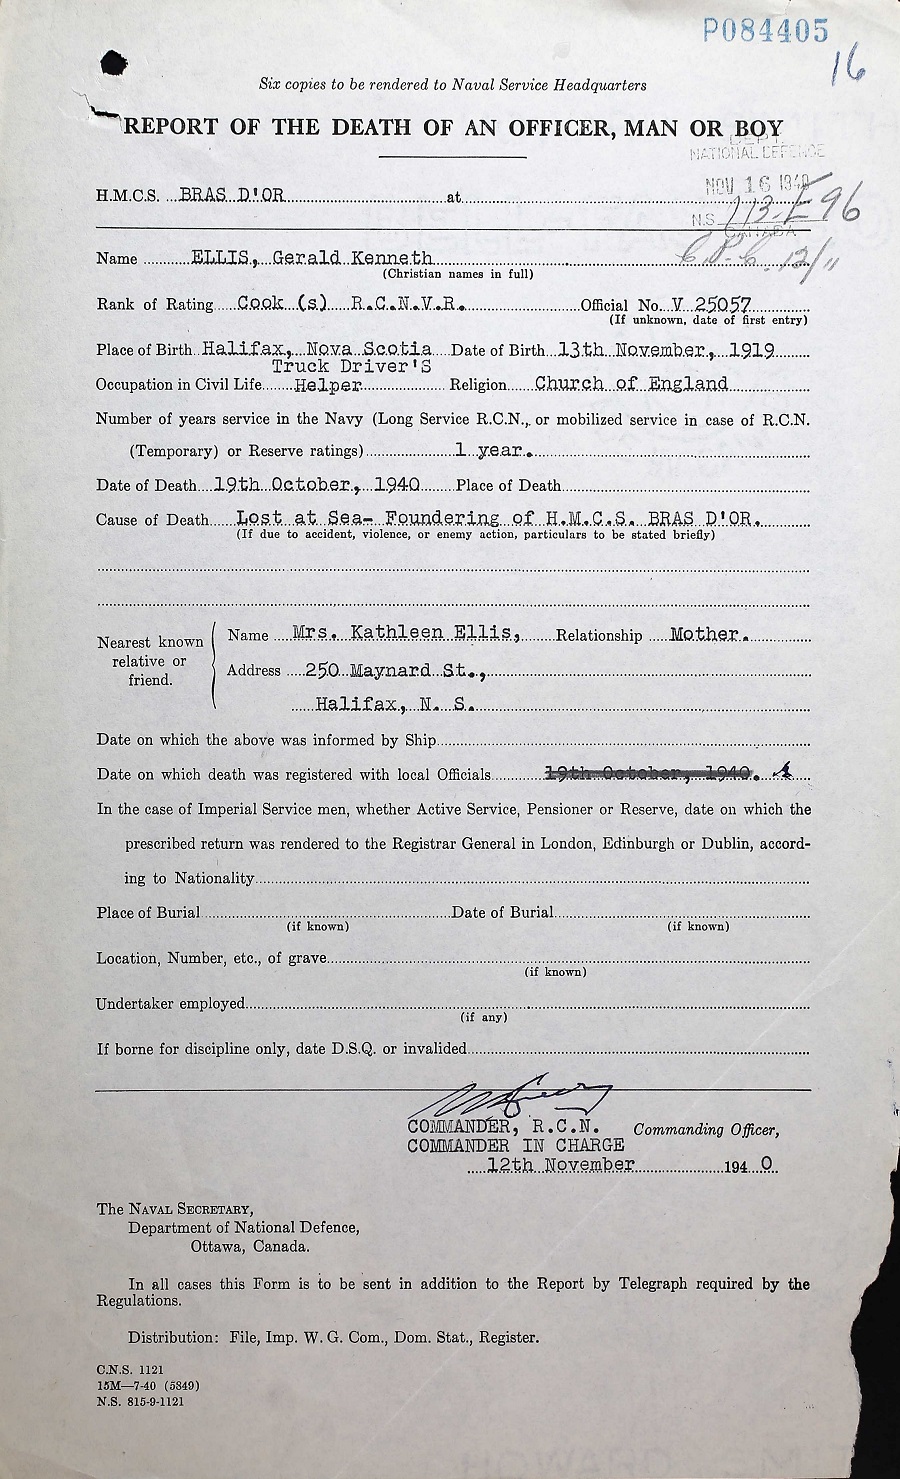 P084405
16
Six copies to be rendered to Naval Service Headquarters
REPORT OF THE DEATH OF AN OFFICER, MAN OR BOY
DEPT.
NATIONAL DEFENCE
H.M.C.S. BRAS D'OR at
NOV 16 1940
N.S. 113-E96
CANADA
Name ELLIS, Gerald Kenneth
(Christian names in full)
Rank of Rating Cook (s) R.C.N.V.R. Official No. V 25057
(If unknown, date of first entry)
Place of Birth Halifax, Nova Scotia Date of Birth 13th November, 1919
Truck Driver'S
Occupation in Civil Life Helper Religion Church of England
Number of years service in the Navy (Long Service R.C.N., or mobilized service in case of R.C.N.
(Temporary) or Reserve ratings) 1 year.
Date of Death 19th October, 1940 Place of Death
Cause of Death Lost at Sea- Foundering of H.M.C.S. BRAS D'OR.
(If due to accident, violence, or enemy action, particulars to be stated briefly)
Nearest known relative or friend.
Name Mrs. Kathleen Ellis, Relationship Mother.
Address 250 Maynard St.,
Halifax, N. S.
Date on which the above was informed by Ship
Date on which death was registered with local Officials 19th October, 1940.
In the case of Imperial Service men, whether Active Service, Pensioner or Reserve, date on which the
prescribed return was rendered to the Registrar General in London, Edinburgh or Dublin, accord-
ing to Nationality
Place of Burial Date of Burial
(if known) (if known)
Location, Number, etc., of grave
(if known)
Undertaker employed
(if any)
If borne for discipline only, date D.S.Q. or invalided
COMMANDER, R.C.N. Commanding Officer,
COMMANDER IN CHARGE
12th November 1940.
The NAVAL SECRETARY,
Department of National Defence,
Ottawa, Canada.
In all cases this Form is to be sent in addition to the Report by Telegraph required by the
Regulations.
Distribution: File, Imp. W. G. Com., Dom. Stat., Register.
C.N.S. 1121
15M—7-40 (5849)
N.S. 815-9-1121